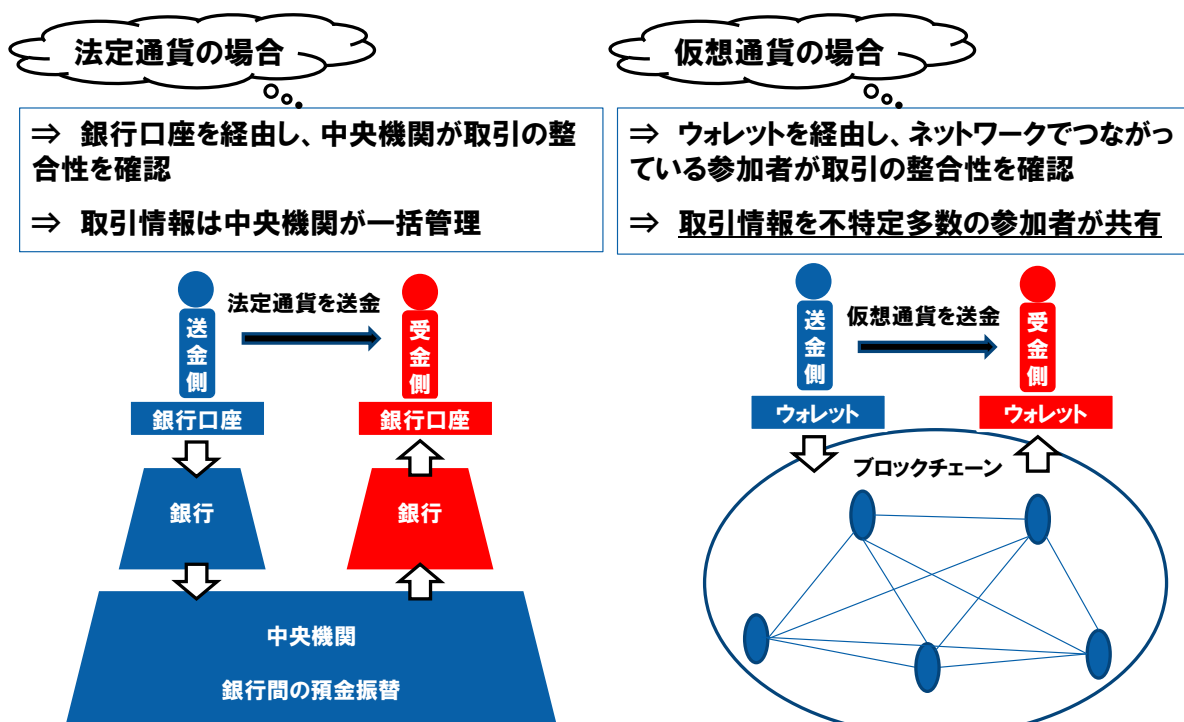 法定通貨の場合
⇒ 銀行口座を経由し、中央機関が取引の整
合性を確認
⇒ 取引情報は中央機関が一括管理
法定通貨を送金
送金側
受金側
銀行口座
銀行口座
銀行
銀行
中央機関
銀行間の預金振替
仮想通貨の場合
⇒ ウォレットを経由し、ネットワークでつながっ
ている参加者が取引の整合性を確認
⇒ 取引情報を不特定多数の参加者が共有
仮想通貨を送金
送金側
受金側
ウォレット
ウォレット
ブロックチェーン